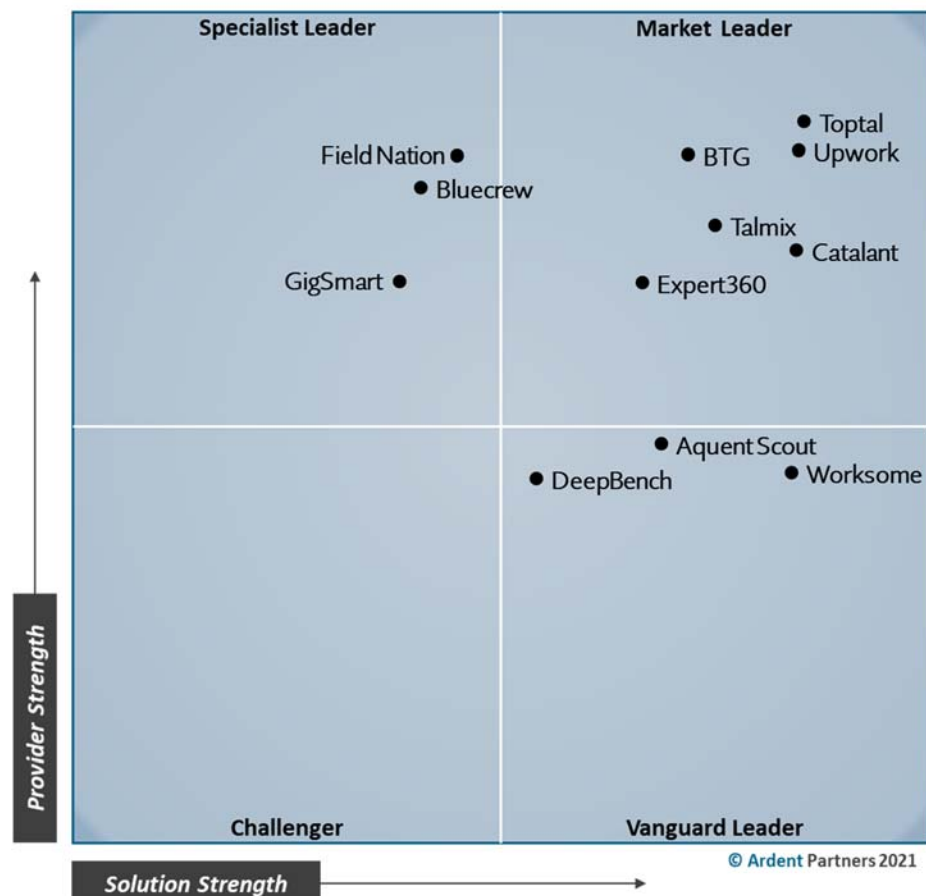 Specialist Leader
Market Leader
Toptal
Field Nation
BTG
Upwork
Bluecrew
Talmix
Catalant
GigSmart
Expert360
Aquent Scout
DeepBench
Worksome
Provider Strength
Challenger
Vanguard Leader
© Ardent Partners 2021
Solution Strength